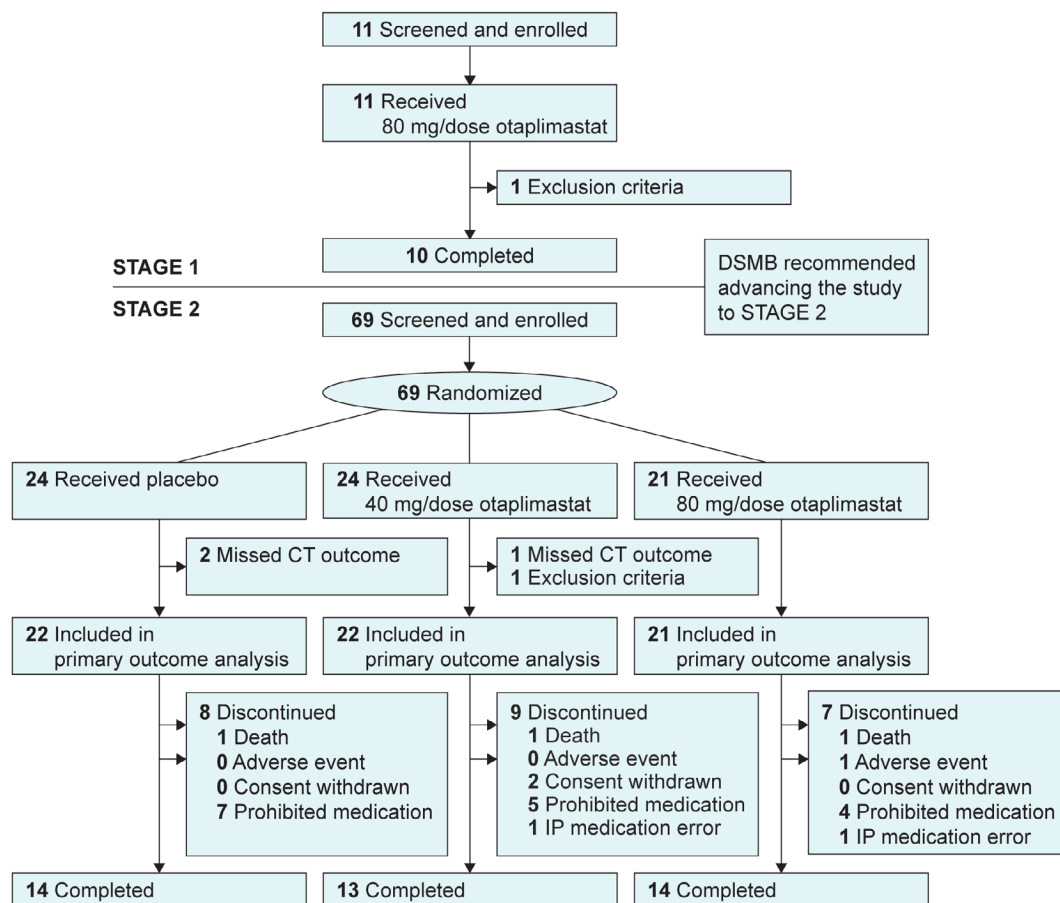 11 Screened and enrolled
11 Received
80 mg/dose otaplimastat
1 Exclusion criteria
10 Completed
STAGE 1
DSMB recommended
advancing the study
to STAGE 2
STAGE 2
69 Screened and enrolled
69 Randomized
24 Received placebo
24 Received
40 mg/dose otaplimastat
21 Received
80 mg/dose otaplimastat
2 Missed CT outcome
1 Missed CT outcome
1 Exclusion criteria
22 Included in
primary outcome analysis
22 Included in
primary outcome analysis
21 Included in
primary outcome analysis
8 Discontinued
1 Death
0 Adverse event
0 Consent withdrawn
7 Prohibited medication
9 Discontinued
1 Death
0 Adverse event
2 Consent withdrawn
5 Prohibited medication
1 IP medication error
7 Discontinued
1 Death
1 Adverse event
0 Consent withdrawn
4 Prohibited medication
1 IP medication error
14 Completed
13 Completed
14 Completed